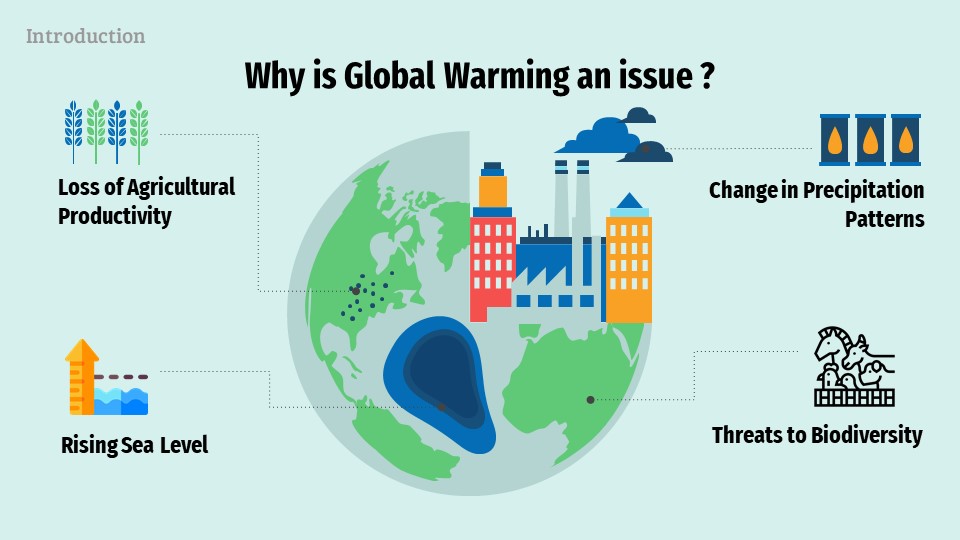 Introduction
Why is Global Warming an issue ?
Loss of Agricultural
Productivity
Change in Precipitation
Patterns
Rising Sea Level
Threats to Biodiversity